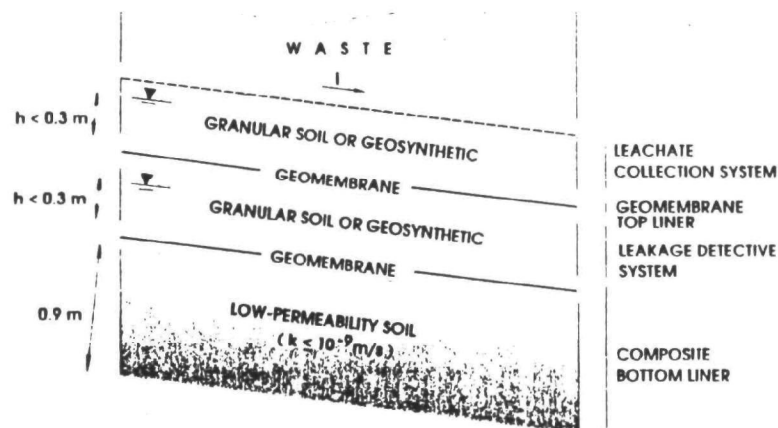 WASTE
h < 0.3 m
GRANULAR SOIL OR GEOSYNTHETIC
LEACHATE
COLLECTION SYSTEM
GEOMEMBRANE
h < 0.3 m
GEOMEMBRANE
TOP LINER
GRANULAR SOIL OR GEOSYNTHETIC
LEAKAGE DETECTIVE
SYSTEM
GEOMEMBRANE
0.9 m
LOW-PERMEABILITY SOIL
( k ≤ 10⁻⁹ m/s )
COMPOSITE
BOTTOM LINER